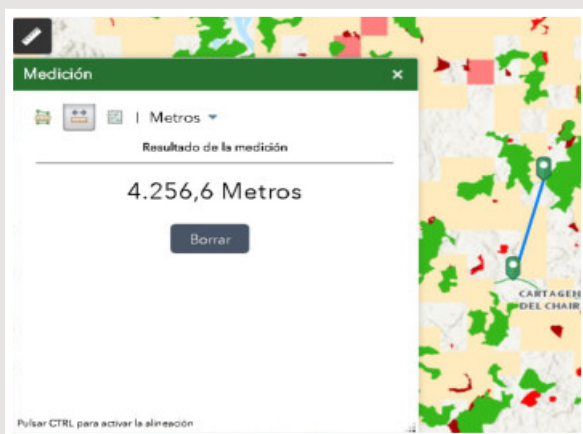 Medición
Metros
Resultado de la medición
4.256,6 Metros
Borrar
Pulsar CTRL para activar la alineación
CARTAGEN
DEL CHAIR